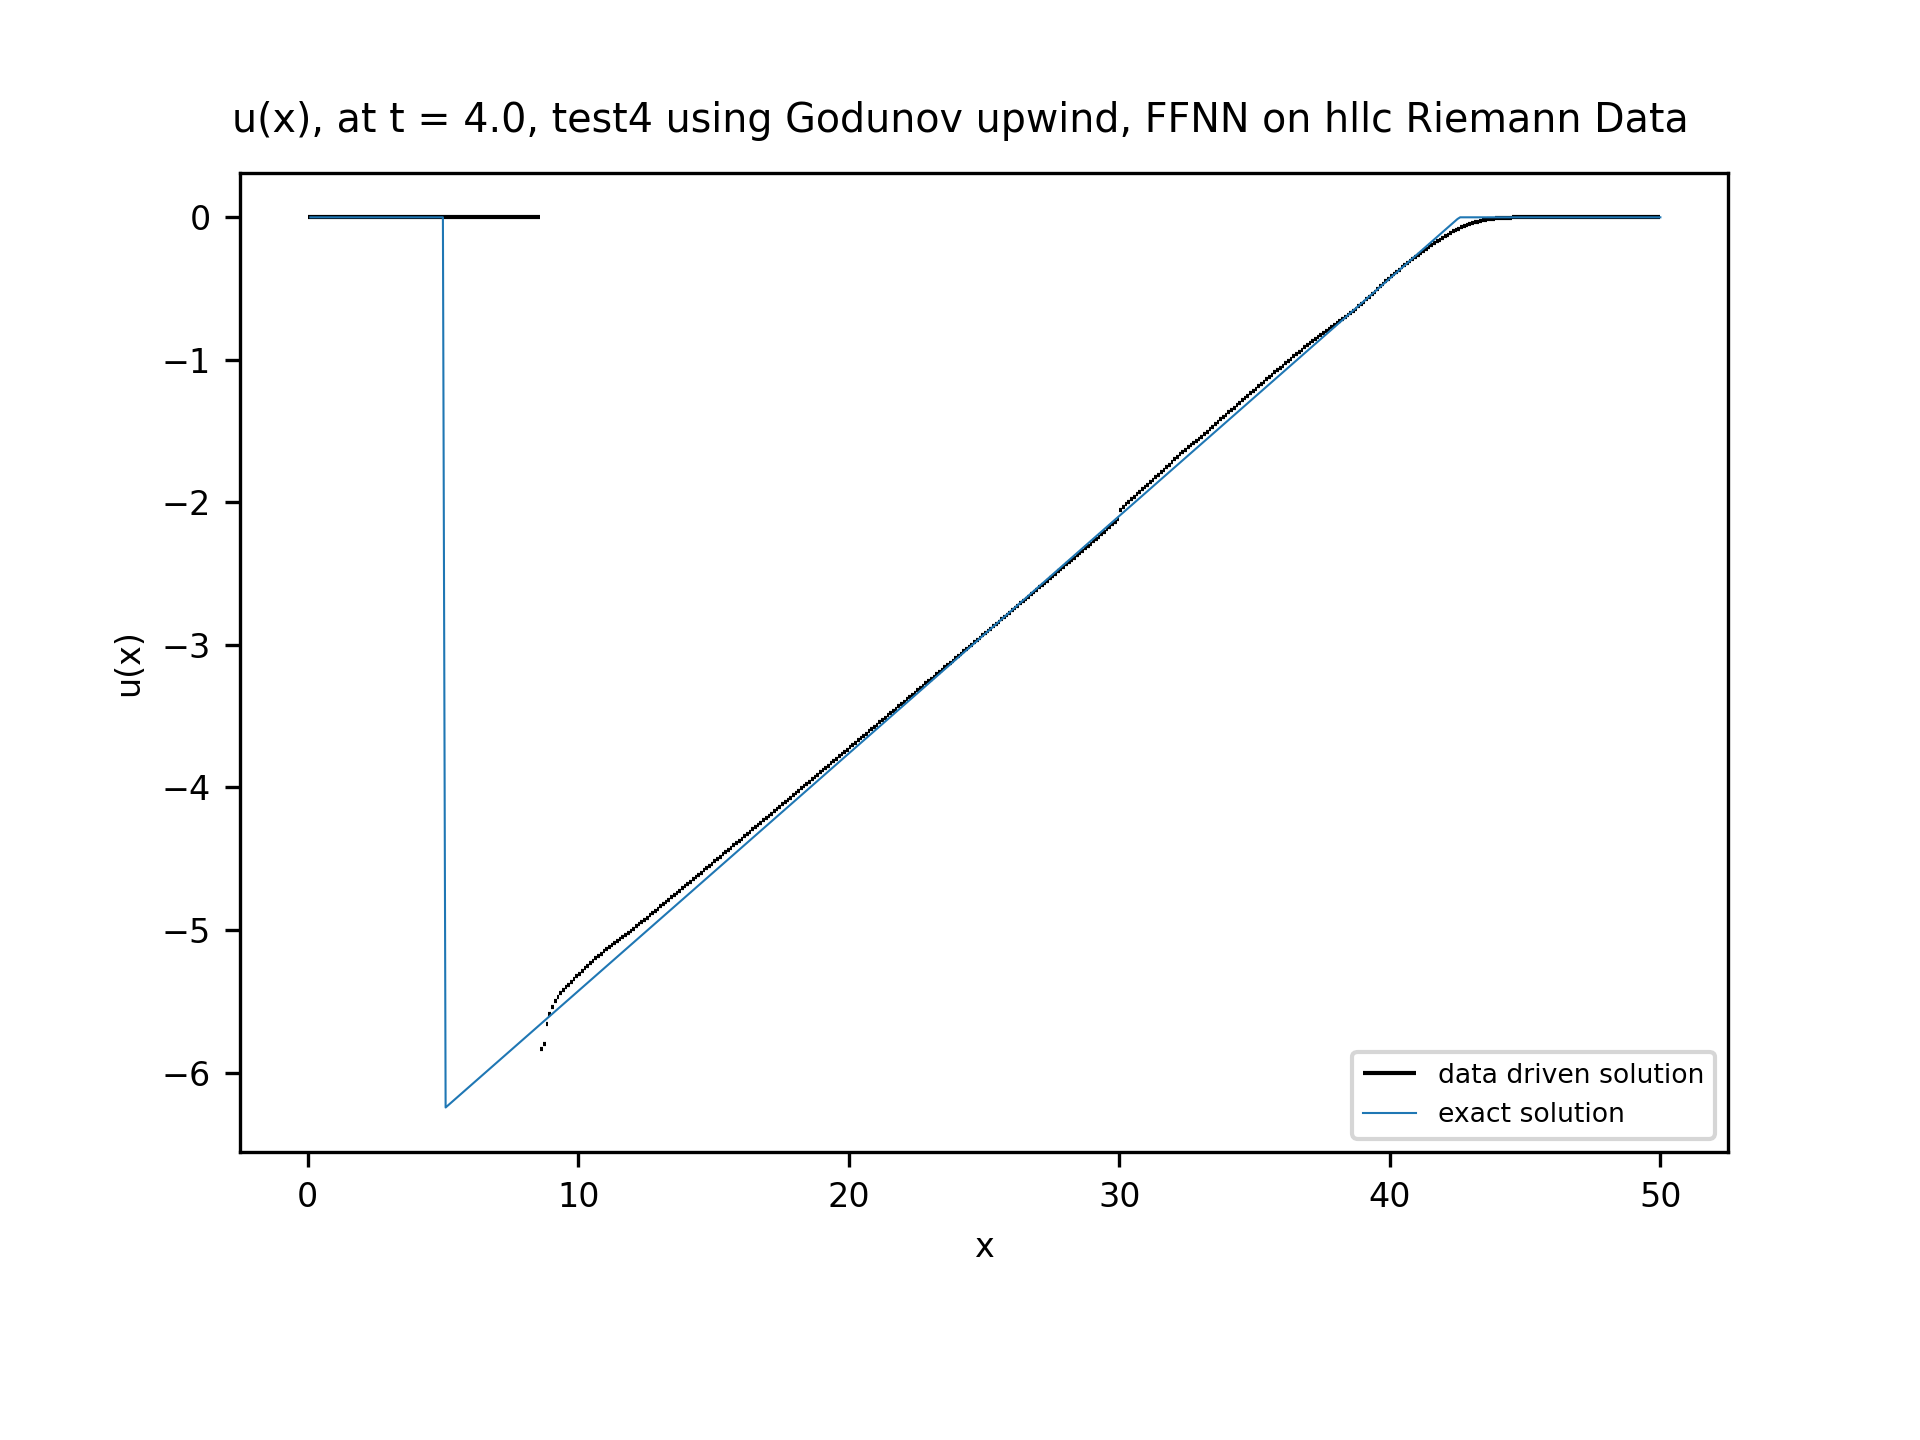 u(x), at t = 4.0, test4 using Godunov upwind, FFNN on hllc Riemann Data
0
−1
−2
−3
−4
−5
−6
u(x)
data driven solution
exact solution
0 10 20 30 40 50
x